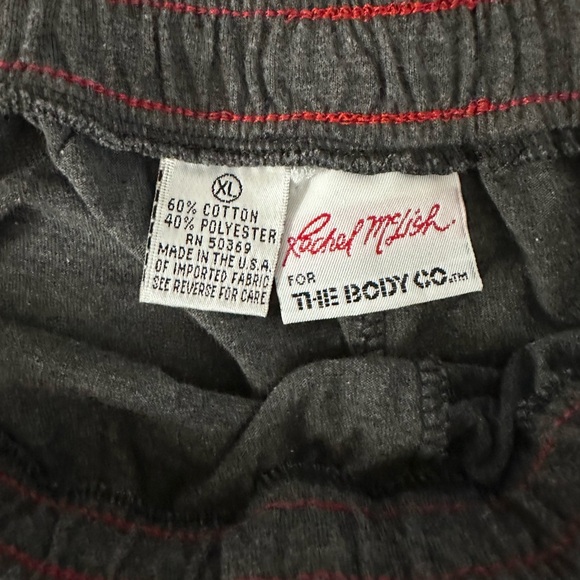 XL
60% COTTON
40% POLYESTER
RN 50369
MADE IN THE U.S.A.
OF IMPORTED FABRIC
SEE REVERSE FOR CARE
Rachel McLish
FOR
THE BODY CO.™